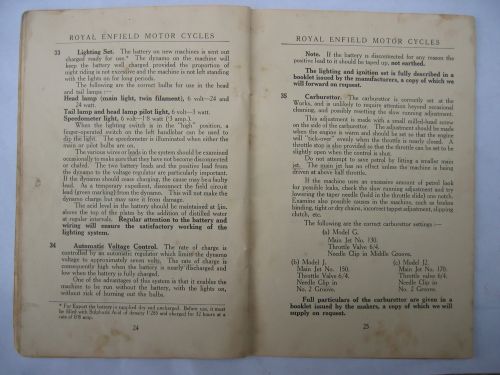 ROYAL ENFIELD MOTOR CYCLES
33 Lighting Set. The battery on new machines is sent out
charged ready for use.* The dynamo on the machine will
keep the battery well charged provided the proportion of
night riding is not excessive and the machine is not left standing
with the lights on for long periods.
The following are the correct bulbs for use in the head
and tail lamps :—
Head lamp (main light, twin filament), 6 volt—24 and
24 watt.
Tail lamp and head lamp pilot light, 6 volt—3 watt.
Speedometer light, 6 volt—1·8 watt (·3 amp.).
When the lighting switch is in the "high" position, a
finger-operated switch on the left handlebar can be used to
dip the light. The speedometer is illuminated when either the
main or pilot bulbs are on.
The various wires or leads in the system should be examined
occasionally to make sure that they have not become disconnected
or chafed. The two battery leads and the positive lead from
the dynamo to the voltage regulator are particularly important.
If the dynamo should cease charging, the cause may be a faulty
lead. As a temporary expedient, disconnect the field circuit
lead (green marking) from the dynamo. This will not make the
dynamo charge but may save it from damage.
The acid level in the battery should be maintained at ¼in.
above the top of the plates by the addition of distilled water
at regular intervals. Regular attention to the battery and
wiring will ensure the satisfactory working of the
lighting system.
34 Automatic Voltage Control. The rate of charge is
controlled by an automatic regulator which limits the dynamo
voltage to approximately seven volts. The rate of charge is
consequently high when the battery is nearly discharged and
low when the battery is fully charged.
One of the advantages of this system is that it enables the
machine to be run without the battery, with the lights on,
without risk of burning out the bulbs.
* For Export the battery is supplied dry and uncharged. Before use, it must
be filled with Sulphuric Acid of density 1·285 and charged for 32 hours at a
rate of 0·8 amp.
24
ROYAL ENFIELD MOTOR CYCLES
Note. If the battery is disconnected for any reason the
positive lead to it should be taped up, not earthed.
The lighting and ignition set is fully described in a
booklet issued by the manufacturers, a copy of which we
will forward on request.
35 Carburettor. The carburettor is correctly set at the
Works, and is unlikely to require attention beyond occasional
cleaning, and possibly resetting the slow running adjustment.
This adjustment is made with a small milled-head screw
on the side of the carburettor. The adjustment should be made
when the engine is warm and should be set so that the engine
will "tick-over" evenly when the throttle is nearly closed. A
throttle stop is also provided so that the throttle can be set to be
slightly open when the control is shut.
Do not attempt to save petrol by fitting a smaller main
jet. The main jet has no effect unless the machine is being
driven at above half throttle.
If the machine uses an excessive amount of petrol look
for possible leaks, check the slow running adjustment and try
lowering the taper needle (held in the throttle slide) one notch.
Examine also possible causes in the machine, such as brakes
binding, tight or dry chains, incorrect tappet adjustment, slipping
clutch, etc.
The following are the correct carburettor settings :—
(a) Model G.
Main Jet No. 130.
Throttle Valve 6/4.
Needle Clip in Middle Groove.
(b) Model J.
Main Jet No. 150.
Throttle Valve 6/4.
Needle Clip in
No. 2 Groove.
(c) Model J2.
Main Jet No. 170.
Throttle valve 6/4.
Needle Clip in
No. 2 Groove.
Full particulars of the carburettor are given in a
booklet issued by the makers, a copy of which we will
supply on request.
25